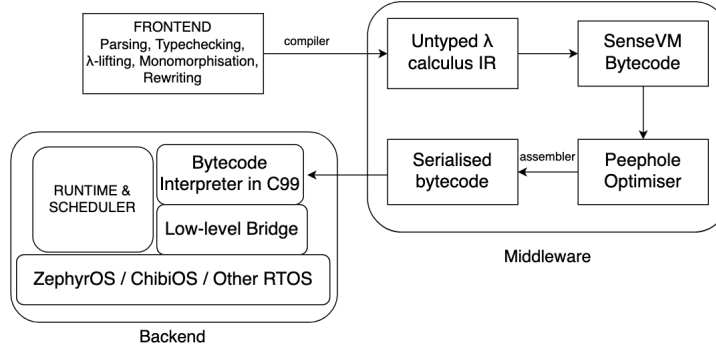 FRONTEND
Parsing, Typechecking,
λ-lifting, Monomorphisation,
Rewriting
compiler
Untyped λ
calculus IR
SenseVM
Bytecode
Peephole
Optimiser
assembler
Serialised
bytecode
Middleware
Bytecode
Interpreter in C99
RUNTIME &
SCHEDULER
Low-level Bridge
ZephyrOS / ChibiOS / Other RTOS
Backend